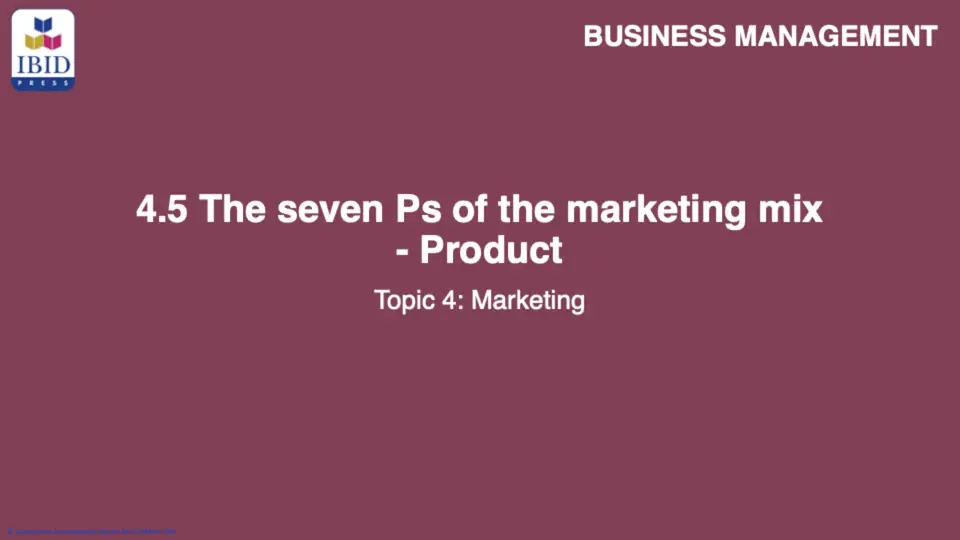 IBID
PRESS
BUSINESS MANAGEMENT
4.5 The seven Ps of the marketing mix
- Product
Topic 4: Marketing